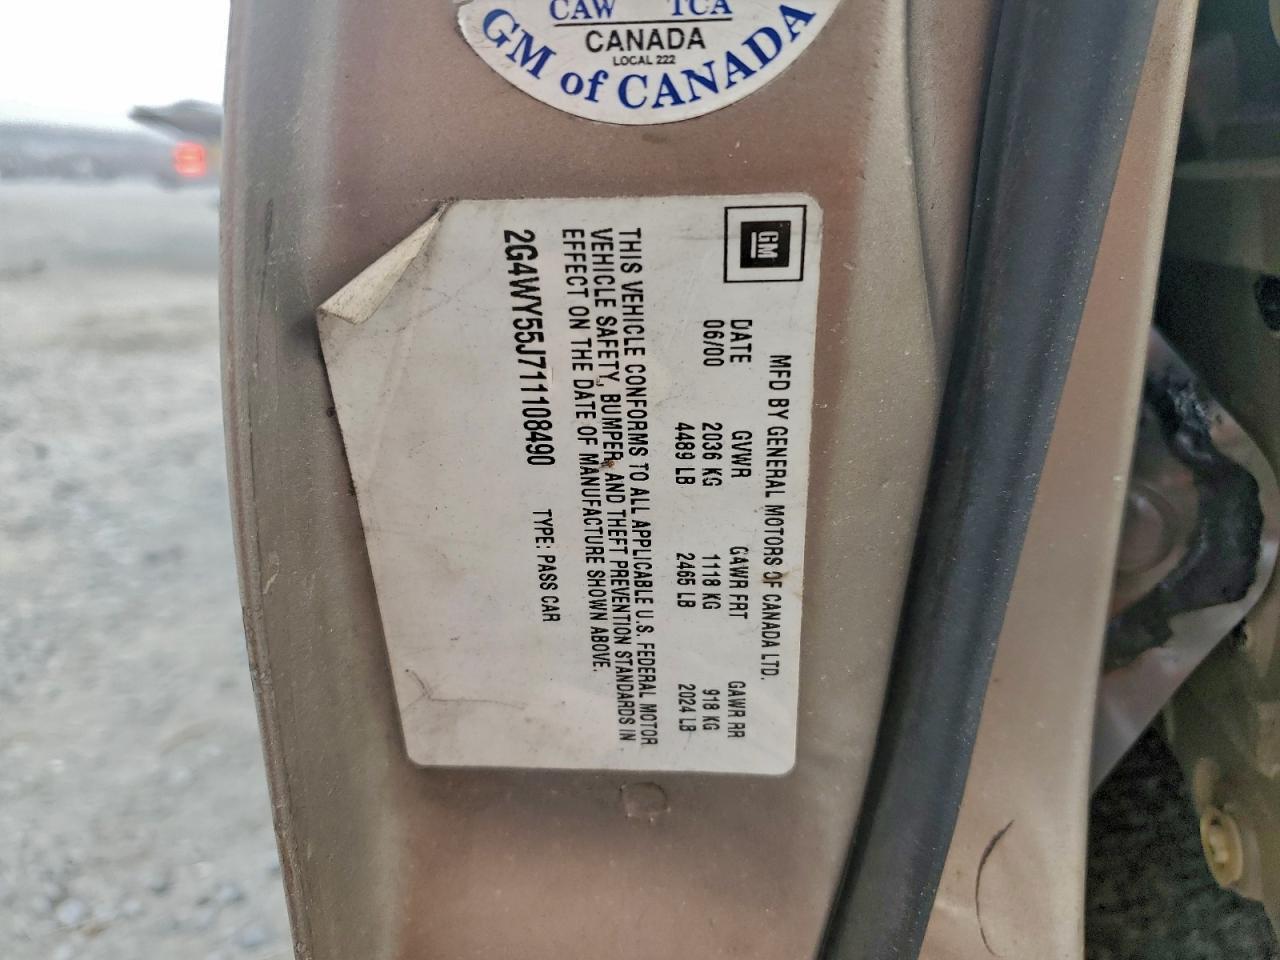 CAW TCA
CANADA
LOCAL 222
GM of CANADA
GM
MFD BY GENERAL MOTORS OF CANADA LTD.
DATE GVWR GAWR FRT GAWR RR
06/00 2036 KG 1118 KG 918 KG
4489 LB 2465 LB 2024 LB
THIS VEHICLE CONFORMS TO ALL APPLICABLE U.S. FEDERAL MOTOR
VEHICLE SAFETY, BUMPER, AND THEFT PREVENTION STANDARDS IN
EFFECT ON THE DATE OF MANUFACTURE SHOWN ABOVE.
2G4WY55J711108490 TYPE: PASS CAR